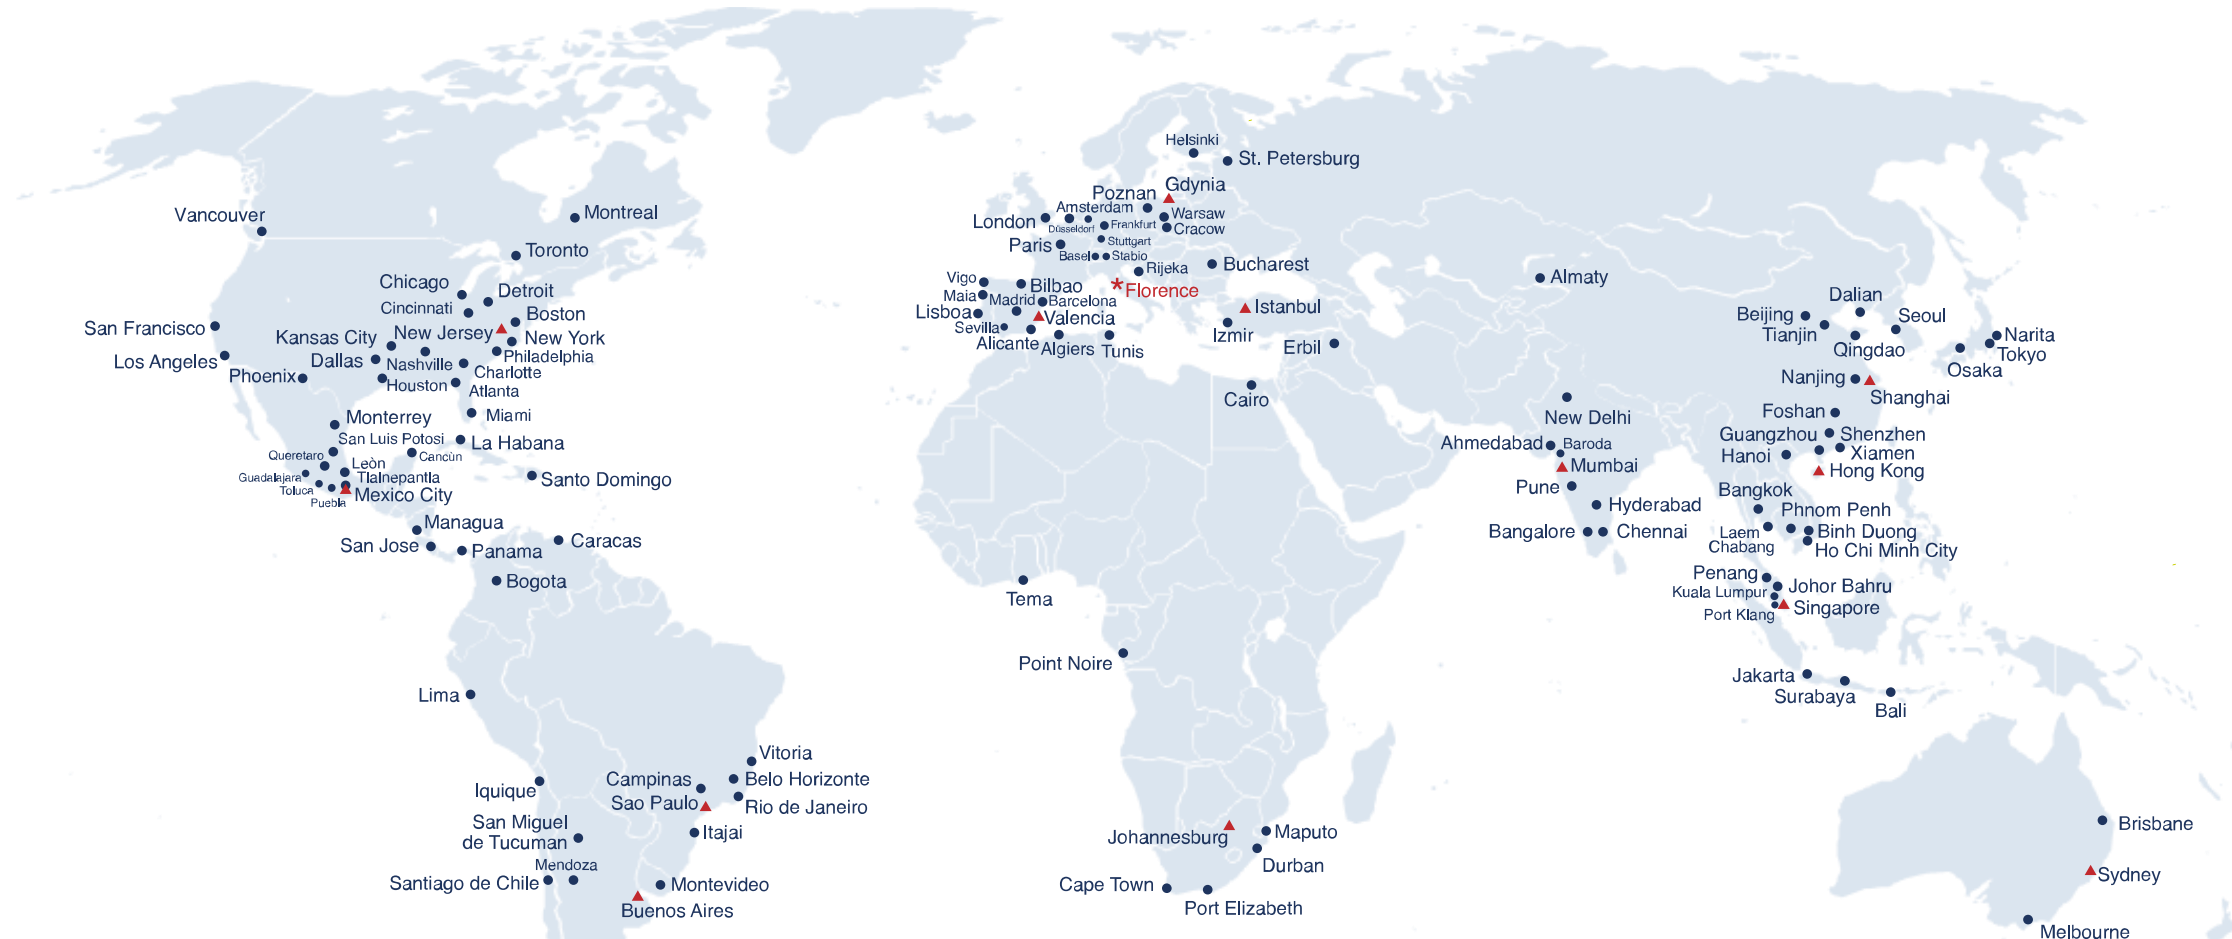 Vancouver
Montreal
Toronto
Chicago
Detroit
Cincinnati
Boston
San Francisco
Kansas City
New Jersey
New York
Los Angeles
Dallas
Nashville
Philadelphia
Phoenix
Houston
Charlotte
Atlanta
Monterrey
Miami
San Luis Potosi
La Habana
Queretaro
Leòn
Cancùn
Guadalajara
Tlalnepantla
Santo Domingo
Toluca
Puebla
Mexico City
Managua
San Jose
Panama
Caracas
Bogota
Lima
Vitoria
Campinas
Belo Horizonte
Iquique
Sao Paulo
Rio de Janeiro
San Miguel
de Tucuman
Itajai
Mendoza
Santiago de Chile
Montevideo
Buenos Aires
Helsinki
St. Petersburg
Gdynia
Poznan
Amsterdam
Warsaw
London
Düsseldorf
Frankfurt
Cracow
Paris
Stuttgart
Basel
Stabio
Rijeka
Bucharest
Vigo
Bilbao
Florence
Maia
Madrid
Barcelona
Istanbul
Lisboa
Valencia
Sevilla
Izmir
Alicante
Algiers
Tunis
Erbil
Cairo
Tema
Point Noire
Johannesburg
Maputo
Durban
Cape Town
Port Elizabeth
Almaty
Dalian
Beijing
Seoul
Tianjin
Narita
Qingdao
Tokyo
Osaka
Nanjing
Shanghai
New Delhi
Foshan
Ahmedabad
Baroda
Guangzhou
Shenzhen
Hanoi
Xiamen
Mumbai
Hong Kong
Pune
Bangkok
Hyderabad
Phnom Penh
Bangalore
Chennai
Laem
Chabang
Binh Duong
Ho Chi Minh City
Penang
Johor Bahru
Kuala Lumpur
Singapore
Port Klang
Jakarta
Surabaya
Bali
Brisbane
Sydney
Melbourne